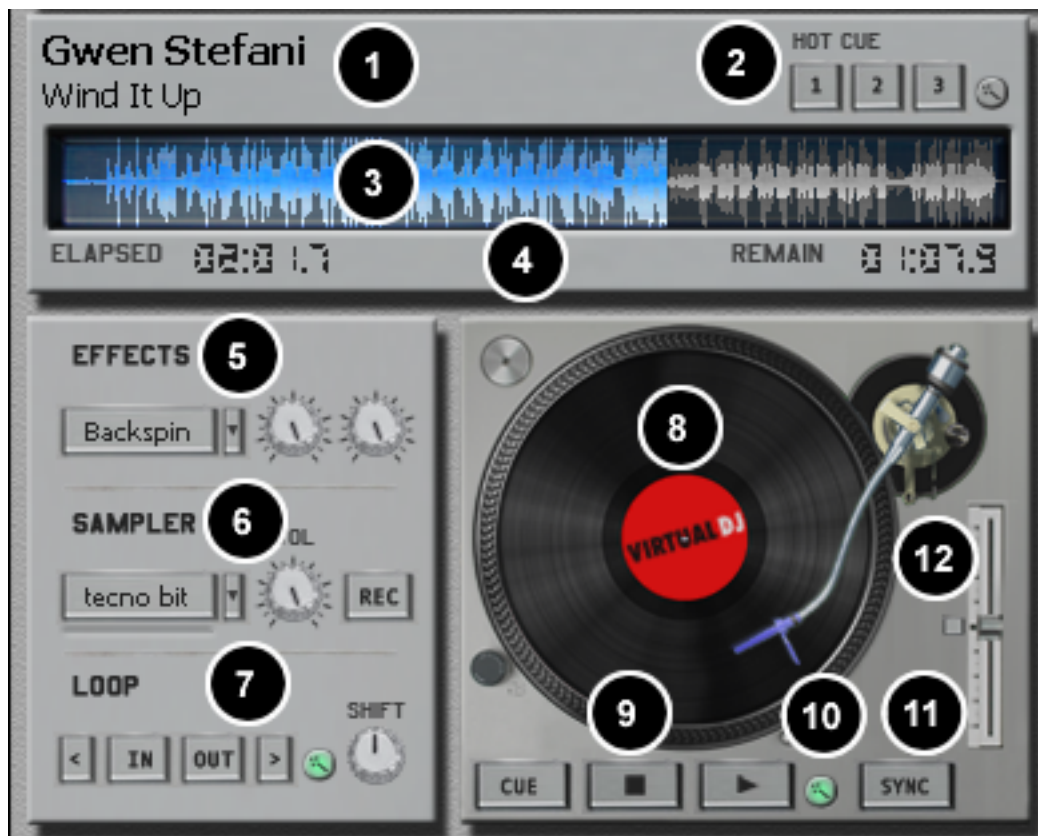 Gwen Stefani
Wind It Up
1
2
HOT CUE
1 2 3
3
ELAPSED 02:01.7
4
REMAIN 01:07.9
EFFECTS 5
Backspin
SAMPLER 6
tecno bit
REC
LOOP 7
SHIFT
< IN OUT >
8
VIRTUAL DJ
12
9
10
11
CUE
SYNC